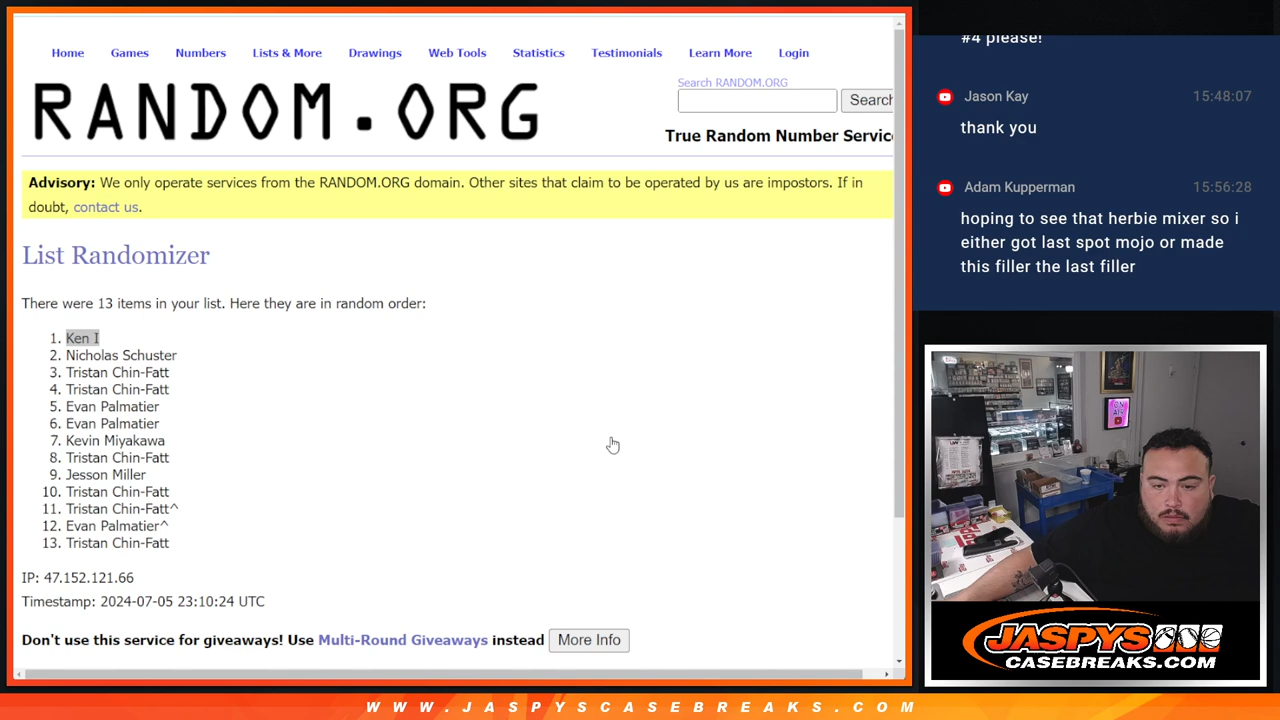 Home Games Numbers Lists & More Drawings Web Tools Statistics Testimonials Learn More Login
RANDOM.ORG
Search RANDOM.ORG
Search
True Random Number Servic
Advisory: We only operate services from the RANDOM.ORG domain. Other sites that claim to be operated by us are impostors. If in
doubt, contact us.
List Randomizer
There were 13 items in your list. Here they are in random order:
1. Ken I
2. Nicholas Schuster
3. Tristan Chin-Fatt
4. Tristan Chin-Fatt
5. Evan Palmatier
6. Evan Palmatier
7. Kevin Miyakawa
8. Tristan Chin-Fatt
9. Jesson Miller
10. Tristan Chin-Fatt
11. Tristan Chin-Fatt^
12. Evan Palmatier^
13. Tristan Chin-Fatt
IP: 47.152.121.66
Timestamp: 2024-07-05 23:10:24 UTC
Don't use this service for giveaways! Use Multi-Round Giveaways instead More Info
#4 please!
Jason Kay 15:48:07
thank you
Adam Kupperman 15:56:28
hoping to see that herbie mixer so i
either got last spot mojo or made
this filler the last filler
ON
AIR
JASPYS
CASEBREAKS.COM
WWW.JASPYSCASEBREAKS.COM